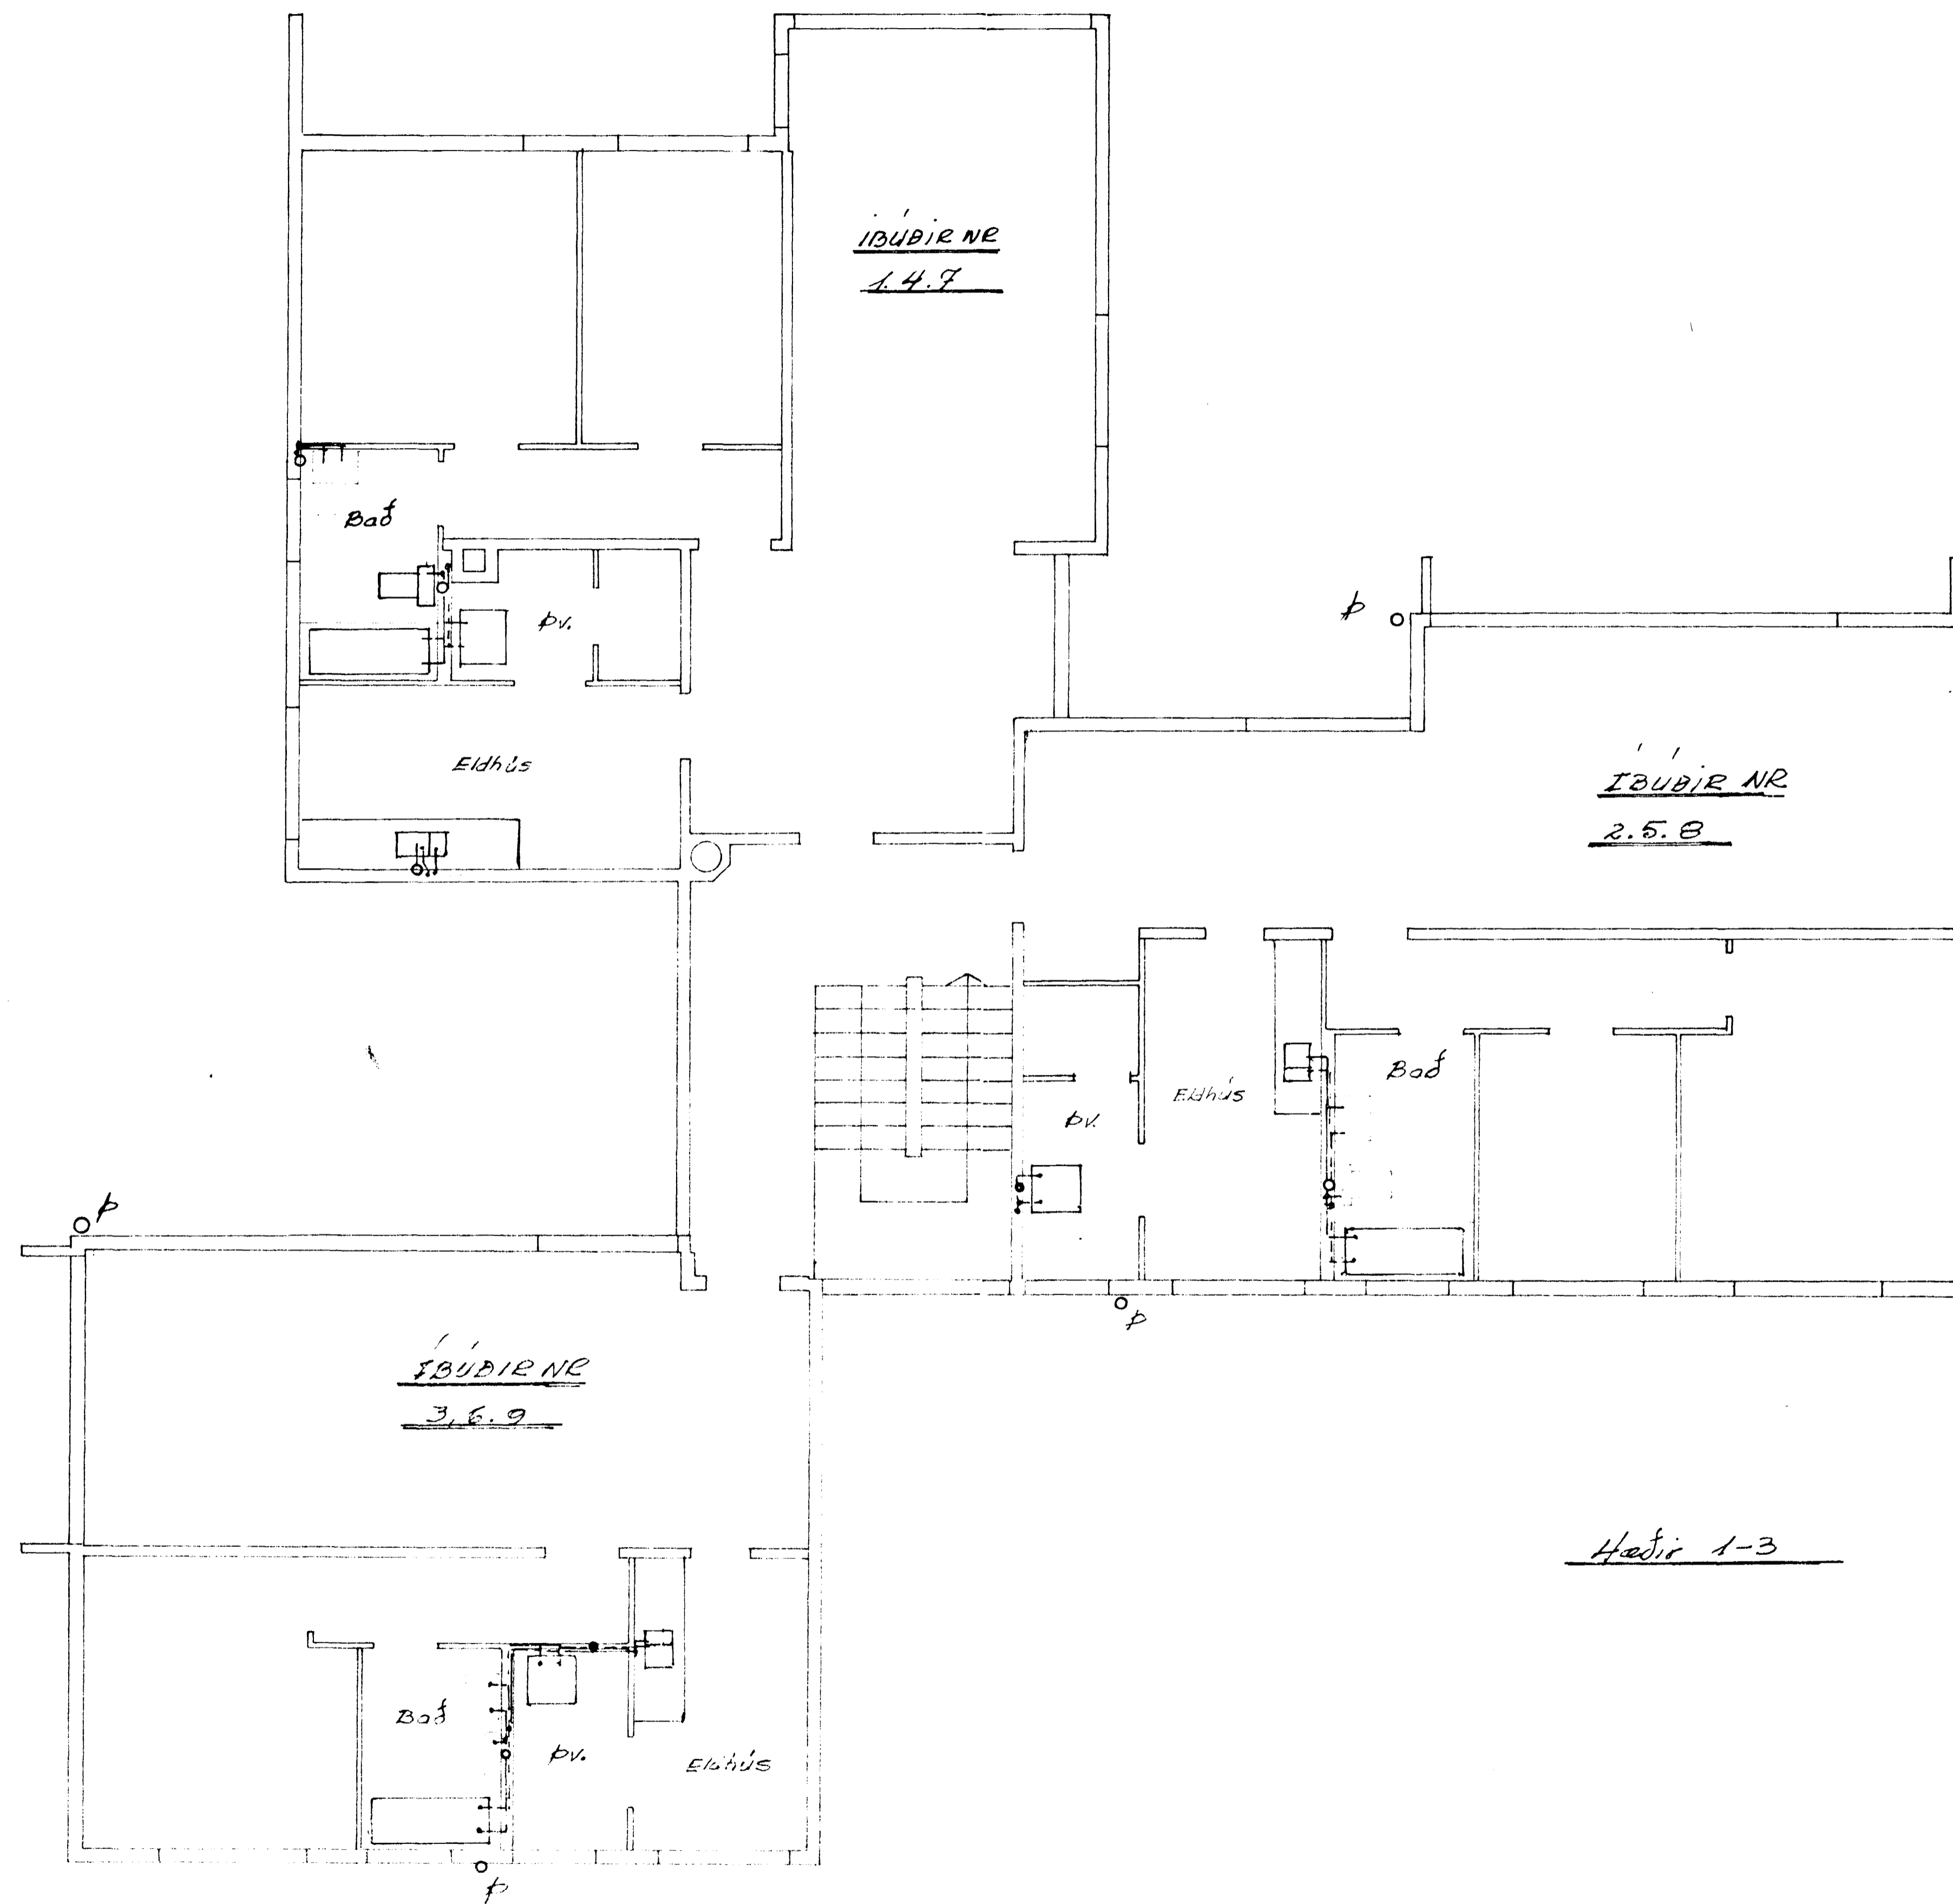 ÍBÚÐIR NR
1.4.7
Bað
Þv.
Þ
Eldhús
ÍBÚÐIR NR
2.5.8
Bað
Eldhús
Þv.
Þ
Þ
ÍBÚÐIR NR
3.6.9
Hæðir 1-3
Bað
Þv.
Eldhús
Þ